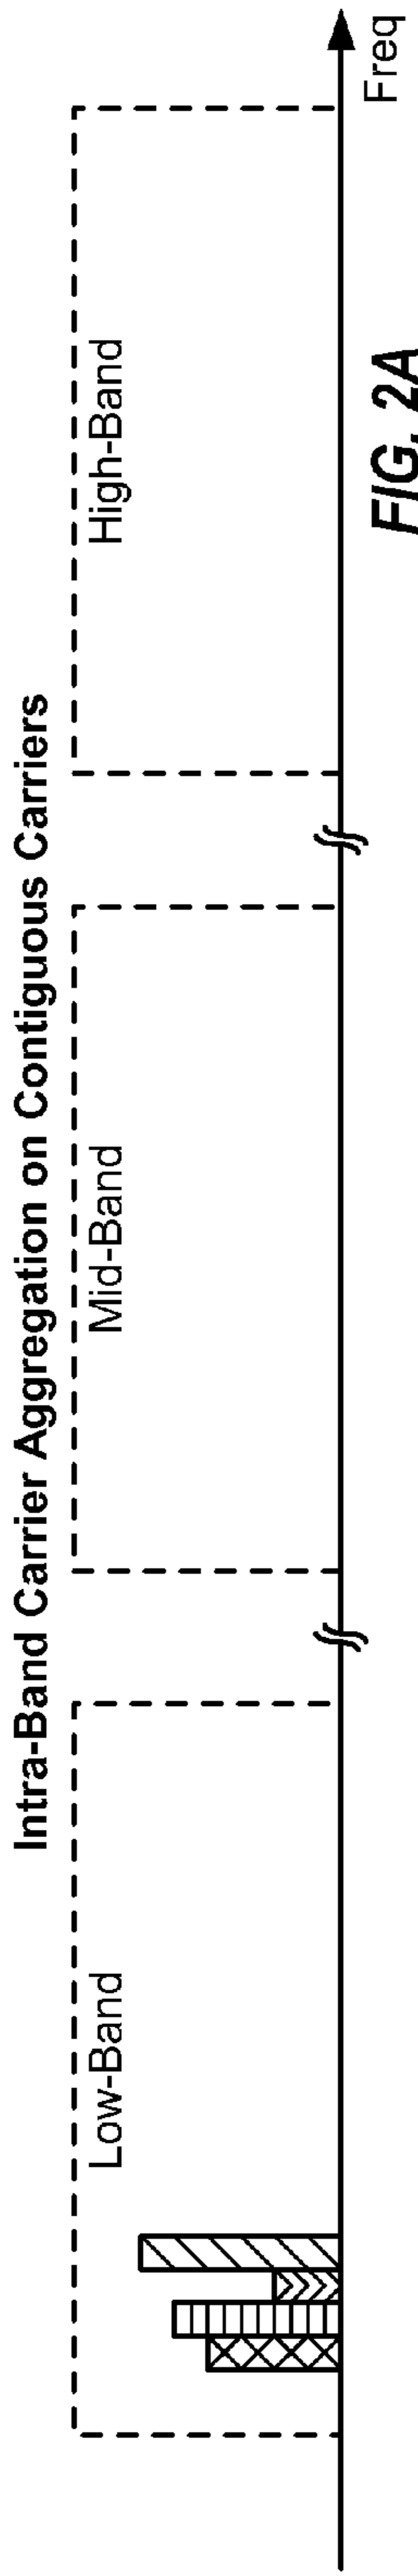 Intra-Band Carrier Aggregation on Contiguous Carriers
Low-Band
Mid-Band
High-Band
Freq
FIG. 2A